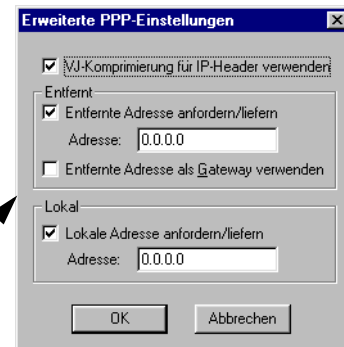 Erweiterte PPP-Einstellungen
VJ-Komprimierung für IP-Header verwenden
Entfernt
Entfernte Adresse anfordern/liefern
Adresse: 0.0.0.0
Entfernte Adresse als Gateway verwenden
Lokal
Lokale Adresse anfordern/liefern
Adresse: 0.0.0.0
OK Abbrechen